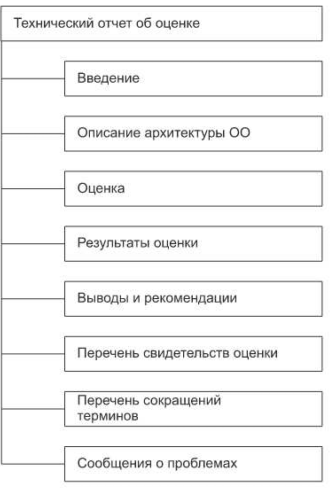 Технический отчет об оценке
Введение
Описание архитектуры ОО
Оценка
Результаты оценки
Выводы и рекомендации
Перечень свидетельств оценки
Перечень сокращений
терминов
Сообщения о проблемах